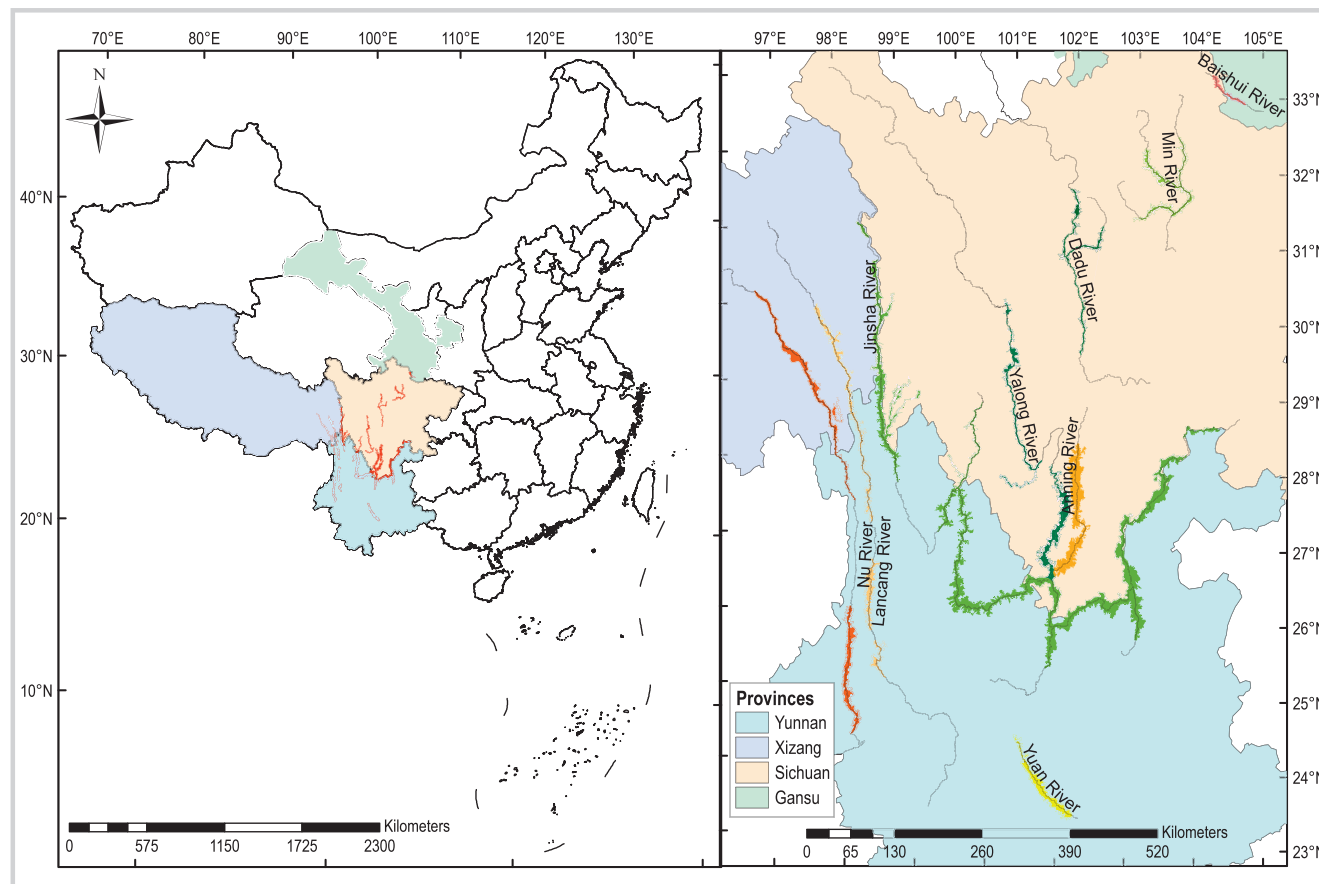 70°E 80°E 90°E 100°E 110°E 120°E 130°E
N
40°N
30°N
20°N
10°N
Kilometers
0 575 1150 1725 2300
97°E 98°E 99°E 100°E 101°E 102°E 103°E 104°E 105°E
Baishui River
33°N
Min River
32°N
Dadu River
31°N
Jinsha River
30°N
Yalong River
29°N
Anning River
28°N
Nu River
Lancang River
27°N
26°N
25°N
Yuan River
24°N
23°N
Provinces
Yunnan
Xizang
Sichuan
Gansu
Kilometers
0 65 130 260 390 520